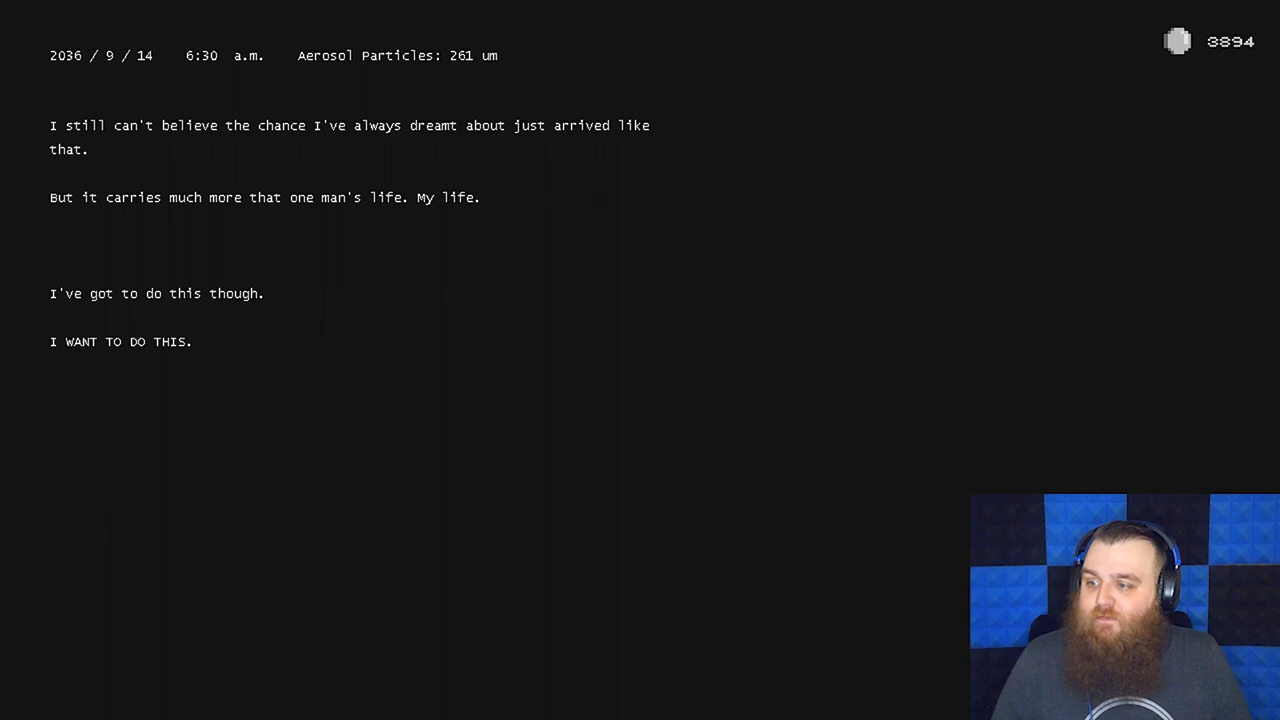 2036 / 9 / 14    6:30  a.m.    Aerosol Particles: 261 um
3894
I still can't believe the chance I've always dreamt about just arrived like
that.
But it carries much more that one man's life. My life.
I've got to do this though.
I WANT TO DO THIS.